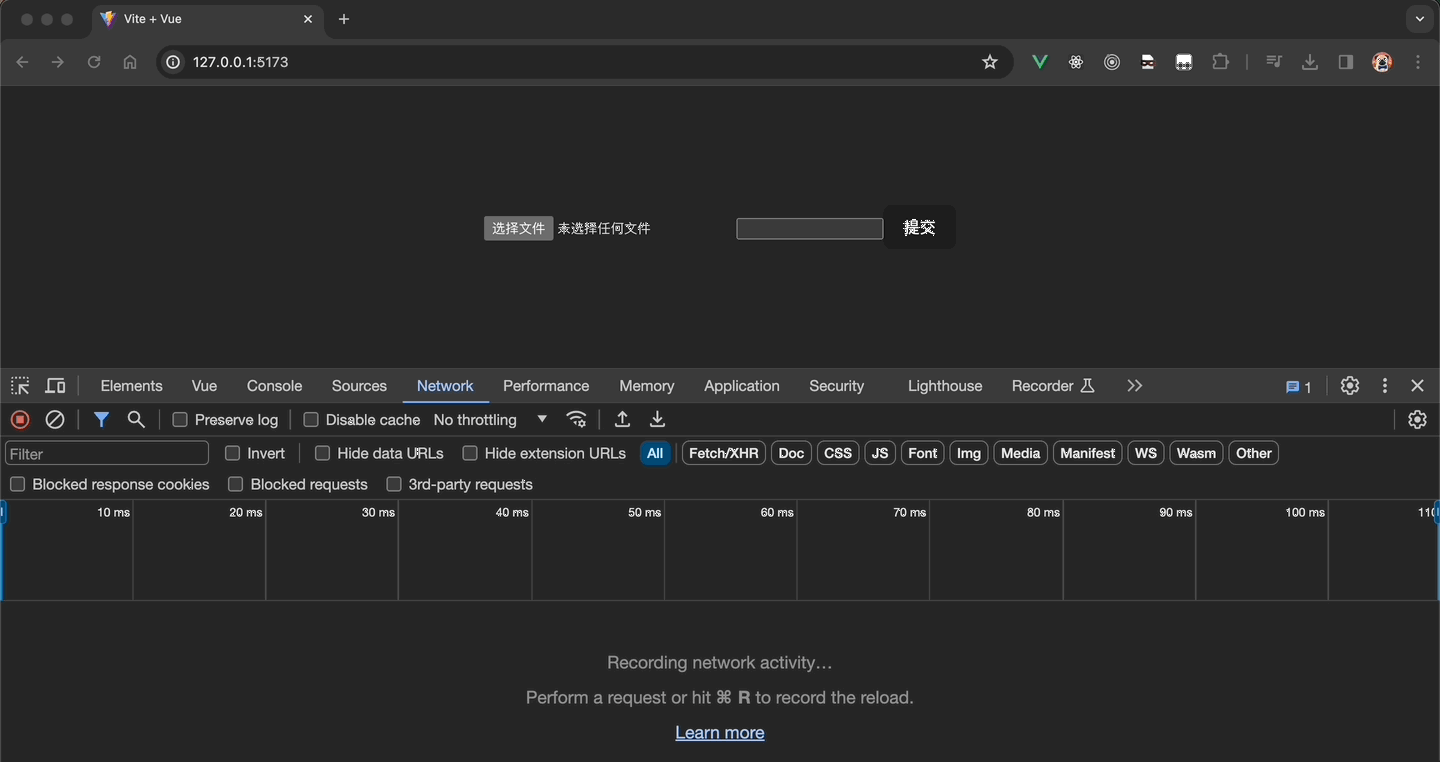 Vite + Vue
127.0.0.1:5173
选择文件 未选择任何文件 提交
Elements Vue Console Sources Network Performance Memory Application Security Lighthouse Recorder 1
Preserve log Disable cache No throttling
Filter Invert Hide data URLs Hide extension URLs All Fetch/XHR Doc CSS JS Font Img Media Manifest WS Wasm Other
Blocked response cookies Blocked requests 3rd-party requests
10 ms 20 ms 30 ms 40 ms 50 ms 60 ms 70 ms 80 ms 90 ms 100 ms
Recording network activity…
Perform a request or hit ⌘ R to record the reload.
Learn more